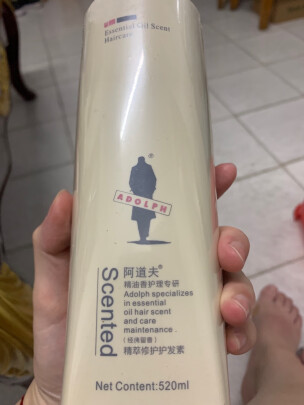 Essential Oil Scent
Haircare
®
ADOLPH
阿道夫®
精油香护理专研
Adolph specializes
in essential
oil hair scent
and care
maintenance.
(经洲留香)
精萃修护护发素
Scented
Net Content:520ml